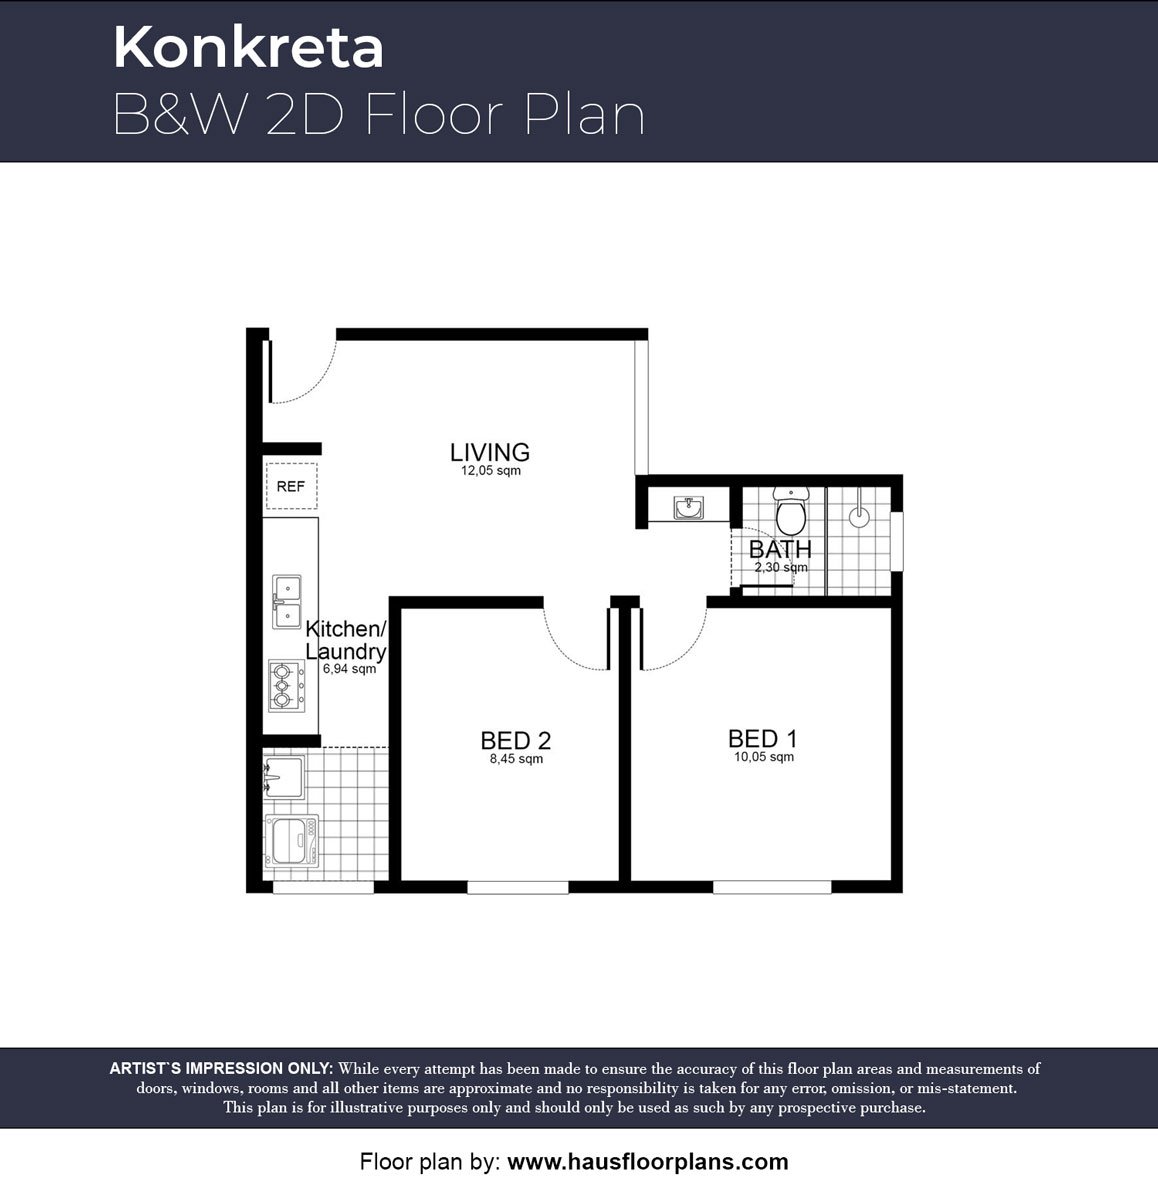 Konkreta
B&W 2D Floor Plan
LIVING
12,05 sqm
REF
BATH
2,30 sqm
Kitchen/
Laundry
6,94 sqm
BED 2
8,45 sqm
BED 1
10,05 sqm
ARTIST`S IMPRESSION ONLY: While every attempt has been made to ensure the accuracy of this floor plan areas and measurements of
doors, windows, rooms and all other items are approximate and no responsibility is taken for any error, omission, or mis-statement.
This plan is for illustrative purposes only and should only be used as such by any prospective purchase.
Floor plan by: www.hausfloorplans.com